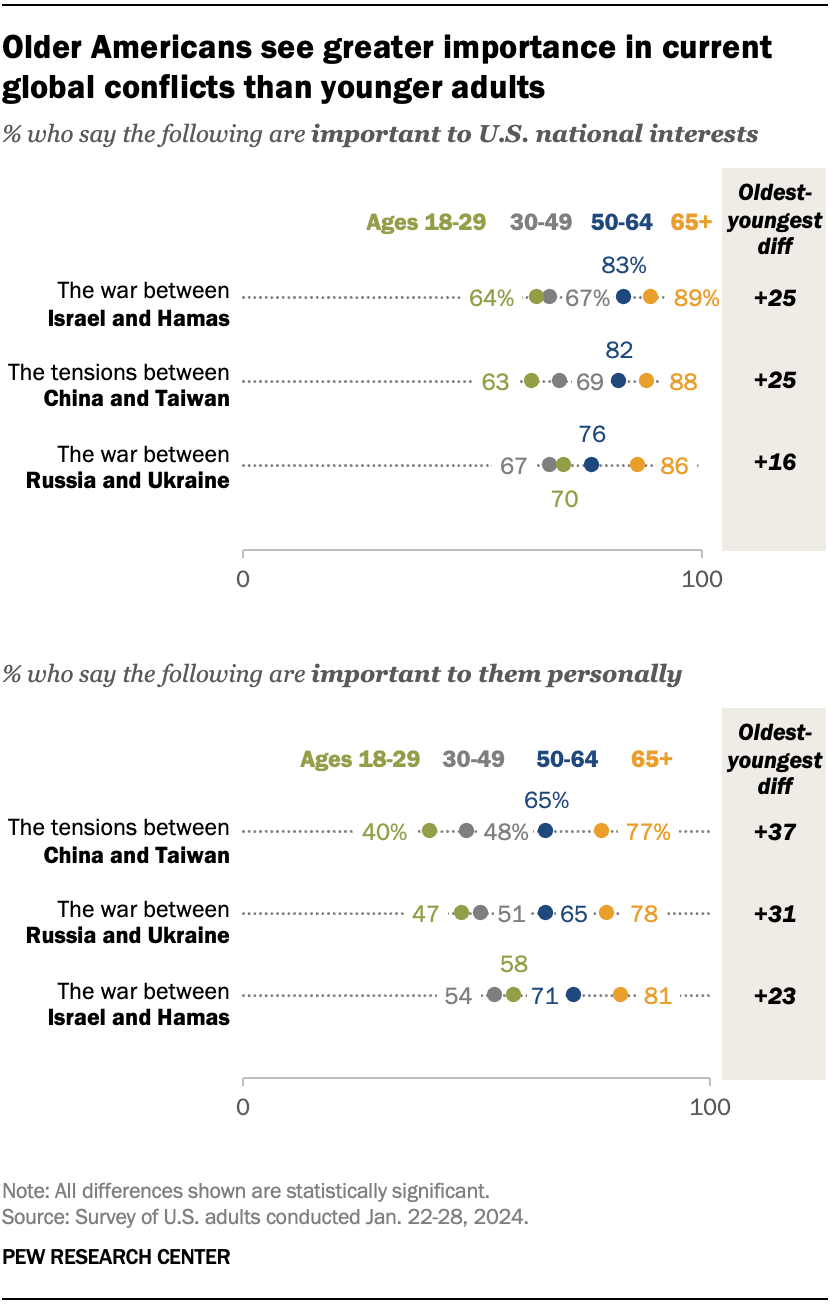 Older Americans see greater importance in current
global conflicts than younger adults
% who say the following are important to U.S. national interests
Oldest-
youngest
diff
Ages 18-29 30-49 50-64 65+
83%
The war between
Israel and Hamas
64% 67% 89% +25
82
The tensions between
China and Taiwan
63 69 88 +25
76
The war between
Russia and Ukraine
67 86 +16
70
0 100
% who say the following are important to them personally
Oldest-
youngest
diff
Ages 18-29 30-49 50-64 65+
65%
The tensions between
China and Taiwan
40% 48% 77% +37
The war between
Russia and Ukraine
47 51 65 78 +31
58
The war between
Israel and Hamas
54 71 81 +23
0 100
Note: All differences shown are statistically significant.
Source: Survey of U.S. adults conducted Jan. 22-28, 2024.
PEW RESEARCH CENTER